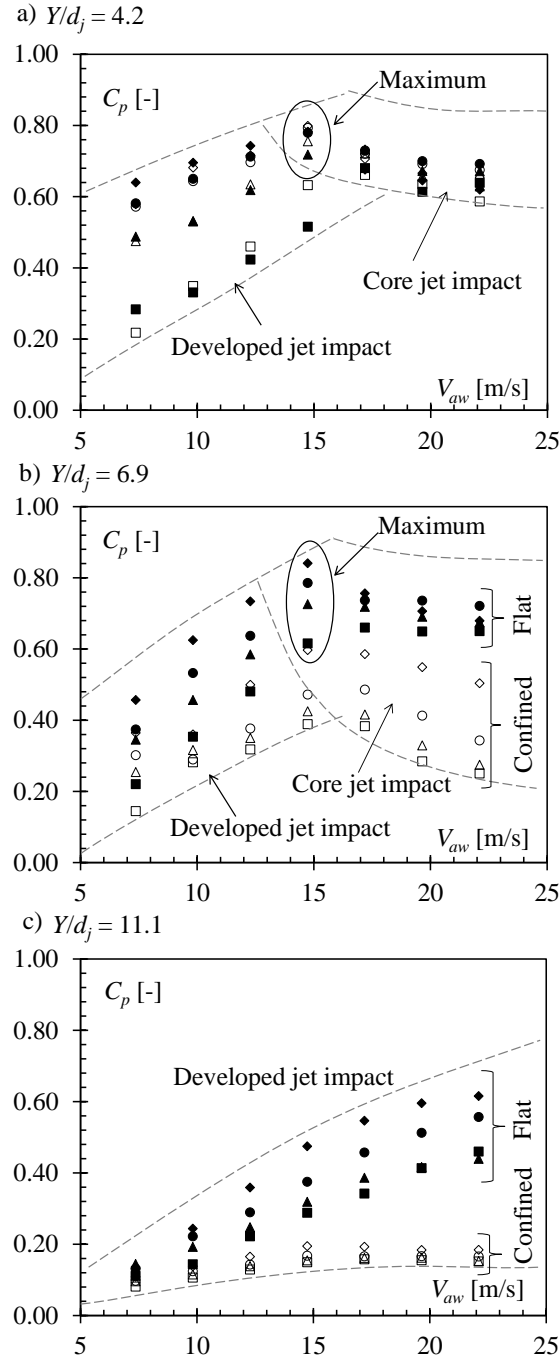 a) Y/dj = 4.2
1.00
Cp [-]
Maximum
0.80
0.60
Core jet impact
0.40
Developed jet impact
0.20
Vaw [m/s]
0.00
5 10 15 20 25
b) Y/dj = 6.9
1.00
Cp [-]
Maximum
0.80
Flat
0.60
Confined
0.40
Core jet impact
0.20
Developed jet impact
Vaw [m/s]
0.00
5 10 15 20 25
c) Y/dj = 11.1
1.00
Cp [-]
0.80
Developed jet impact
0.60
Flat
0.40
Confined
0.20
Vaw [m/s]
0.00
5 10 15 20 25